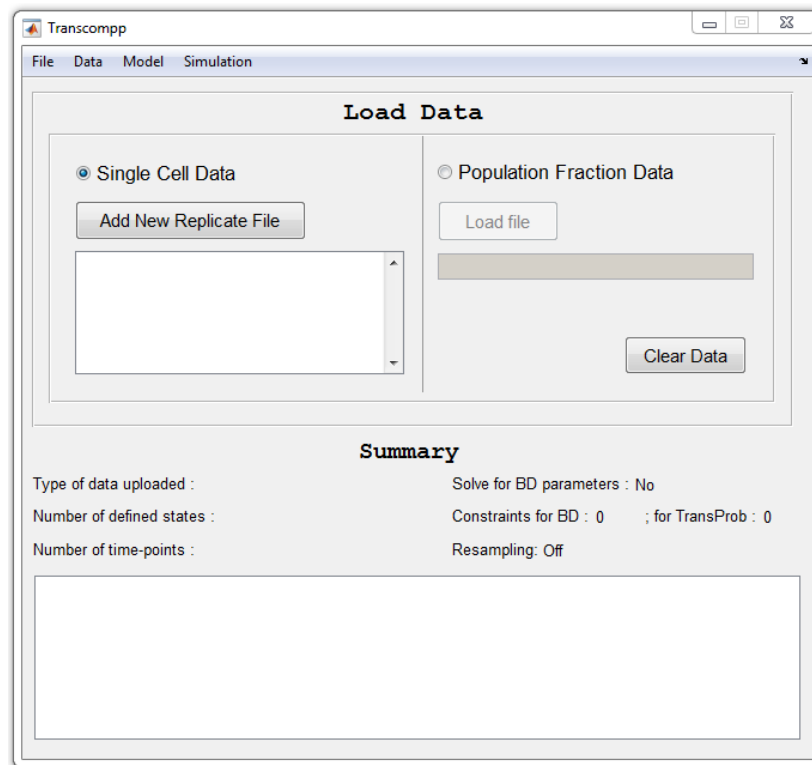 Transcompp
File Data Model Simulation
Load Data
Single Cell Data
Add New Replicate File
Population Fraction Data
Load file
Clear Data
Summary
Type of data uploaded :
Number of defined states :
Number of time-points :
Solve for BD parameters : No
Constraints for BD : 0 ; for TransProb : 0
Resampling: Off